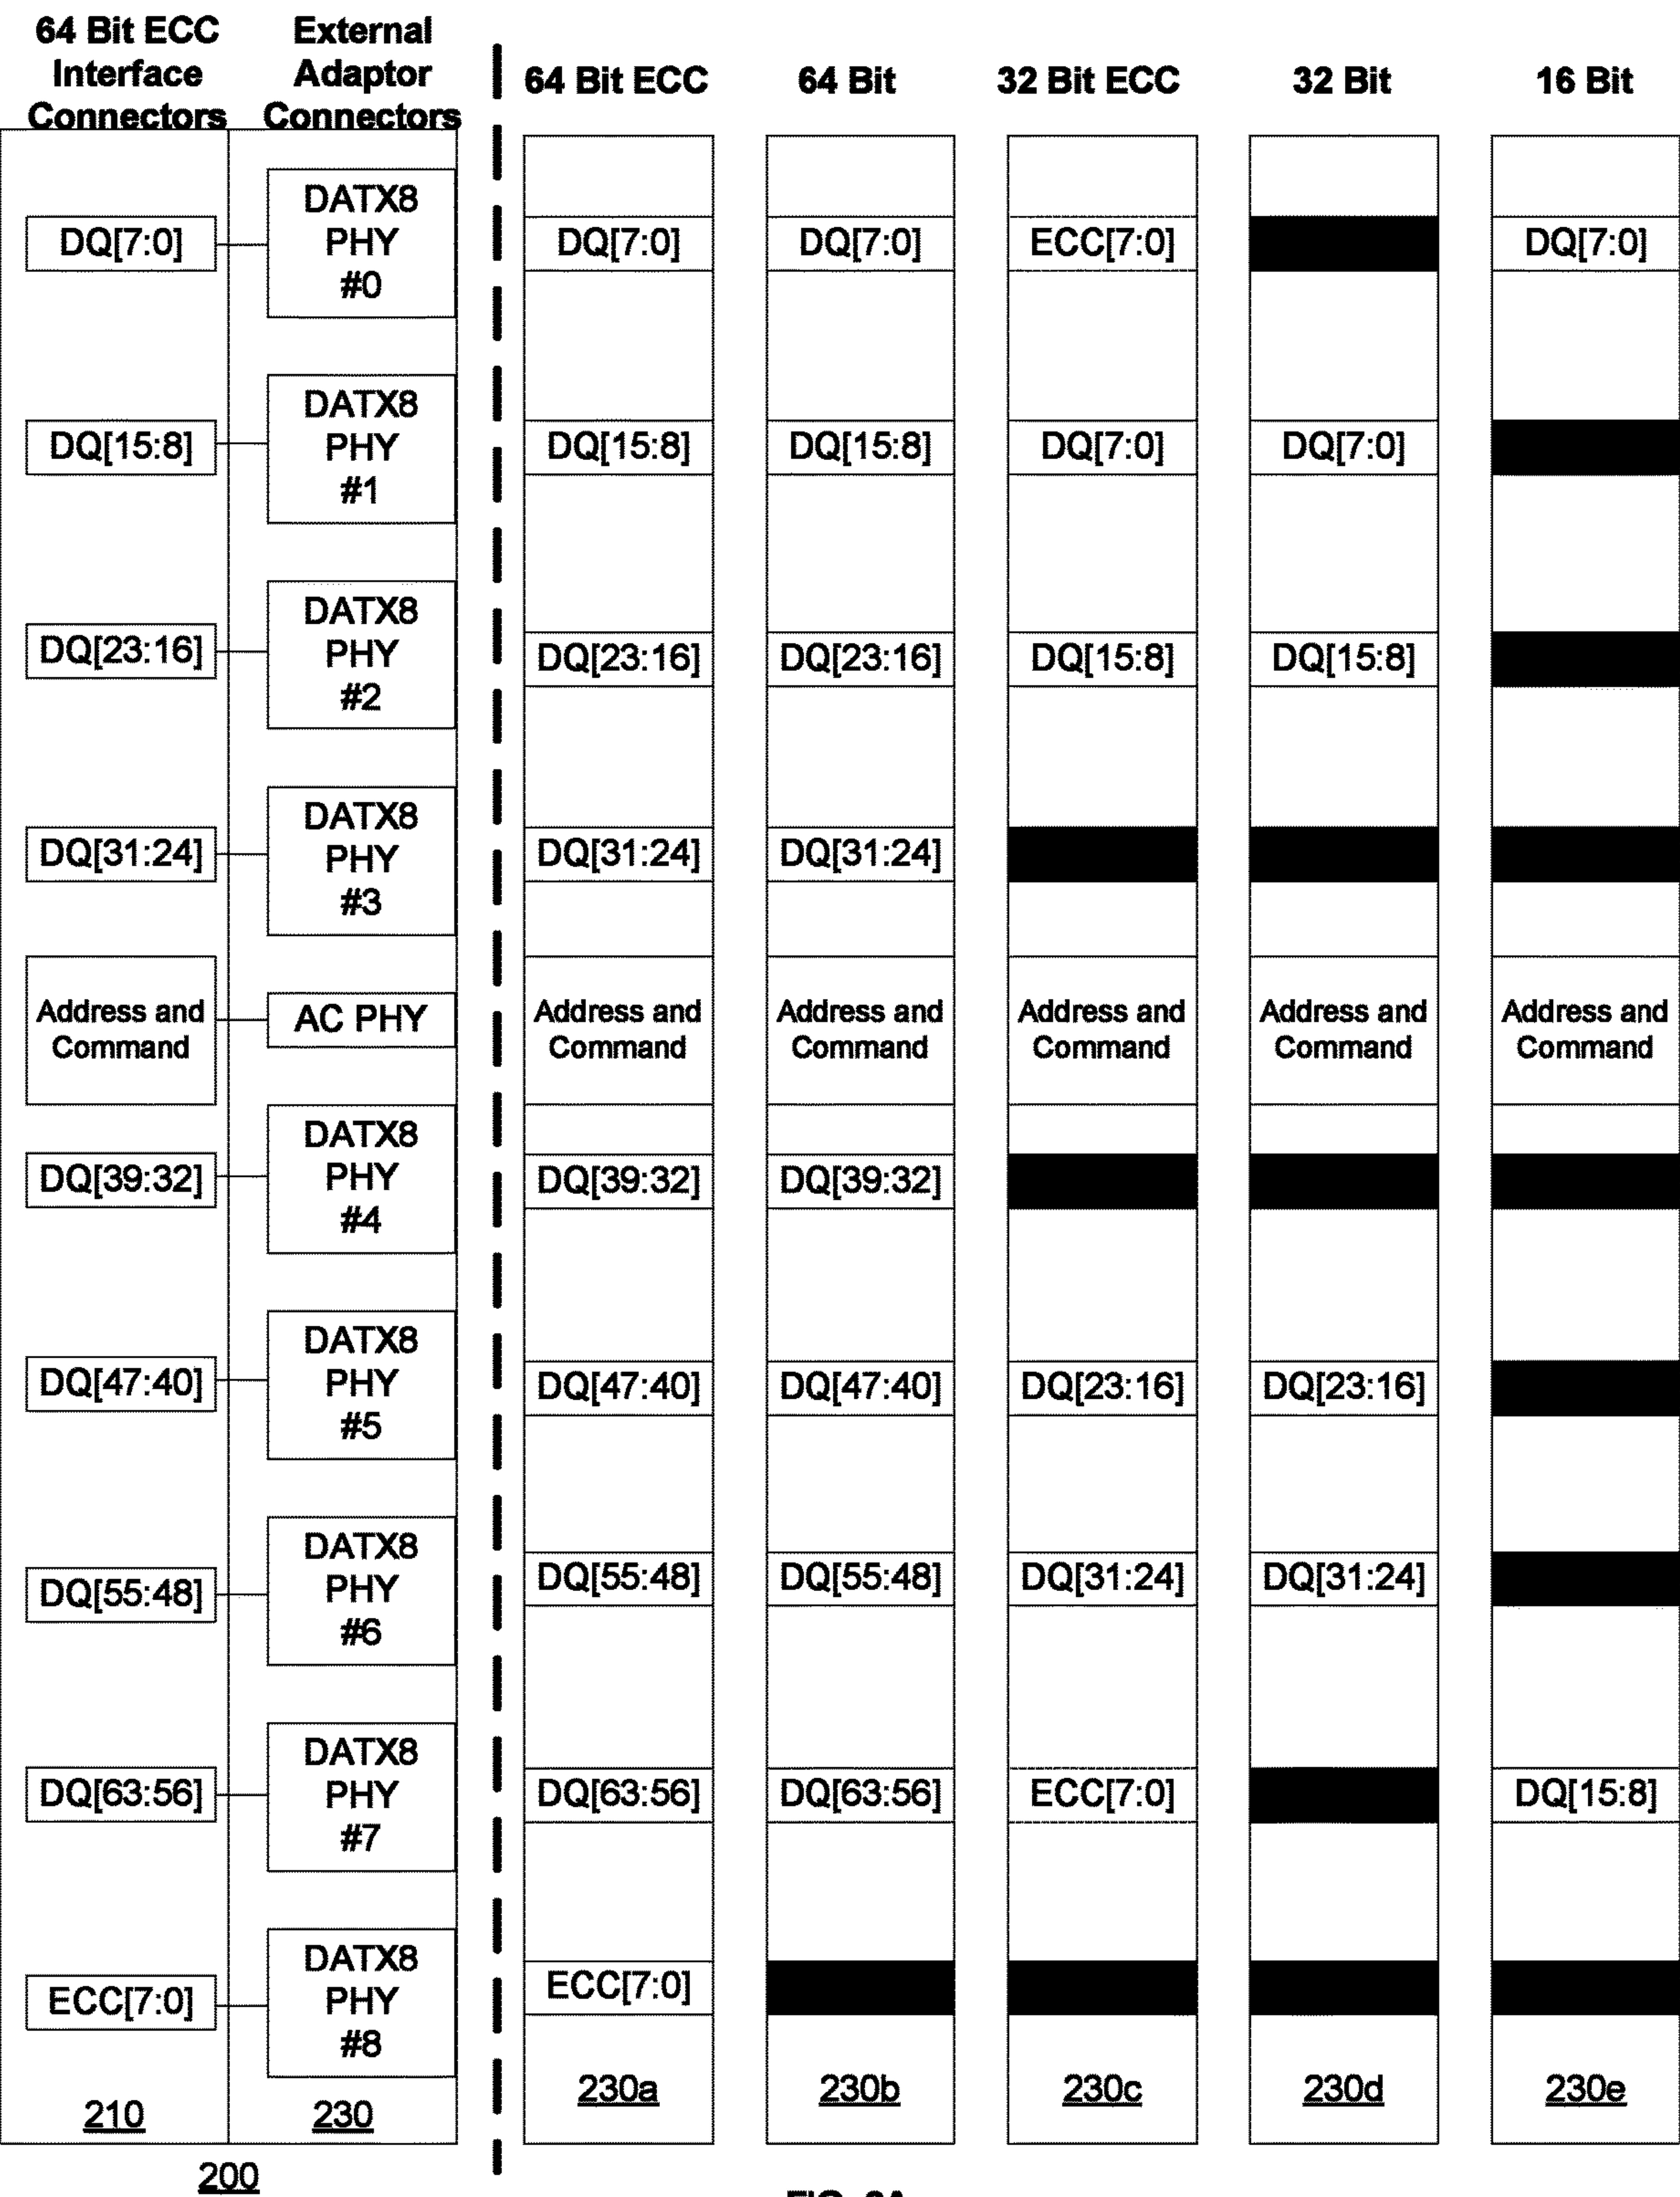 64 Bit ECC
Interface
Connectors
External
Adaptor
Connectors
64 Bit ECC
64 Bit
32 Bit ECC
32 Bit
16 Bit
DQ[7:0]
DATX8
PHY
#0
DQ[7:0]
DQ[7:0]
ECC[7:0]
DQ[7:0]
DQ[15:8]
DATX8
PHY
#1
DQ[15:8]
DQ[15:8]
DQ[7:0]
DQ[7:0]
DQ[23:16]
DATX8
PHY
#2
DQ[23:16]
DQ[23:16]
DQ[15:8]
DQ[15:8]
DQ[31:24]
DATX8
PHY
#3
DQ[31:24]
DQ[31:24]
Address and
Command
AC PHY
Address and
Command
Address and
Command
Address and
Command
Address and
Command
Address and
Command
DQ[39:32]
DATX8
PHY
#4
DQ[39:32]
DQ[39:32]
DQ[47:40]
DATX8
PHY
#5
DQ[47:40]
DQ[47:40]
DQ[23:16]
DQ[23:16]
DQ[55:48]
DATX8
PHY
#6
DQ[55:48]
DQ[55:48]
DQ[31:24]
DQ[31:24]
DQ[63:56]
DATX8
PHY
#7
DQ[63:56]
DQ[63:56]
ECC[7:0]
DQ[15:8]
ECC[7:0]
DATX8
PHY
#8
ECC[7:0]
210
230
230a
230b
230c
230d
230e
200